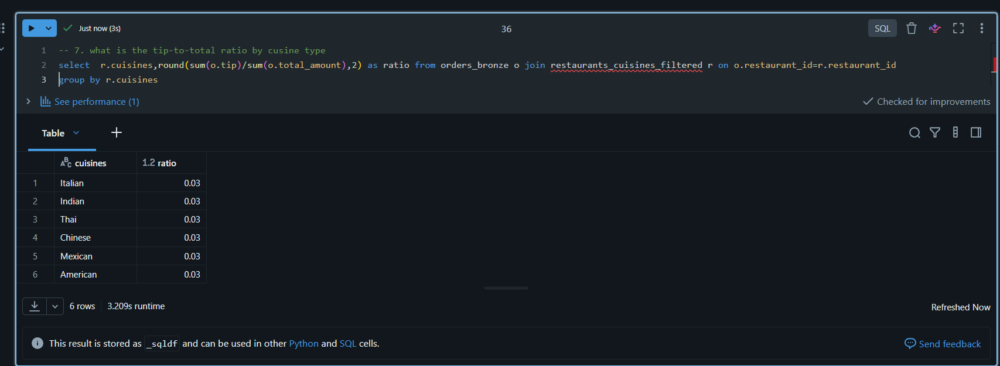 Just now (3s)
36
SQL
1 -- 7. what is the tip-to-total ratio by cusine type
2 select  r.cuisines,round(sum(o.tip)/sum(o.total_amount),2) as ratio from orders_bronze o join restaurants_cuisines_filtered r on o.restaurant_id=r.restaurant_id
3 group by r.cuisines
See performance (1)
Checked for improvements
Table
ABC cuisines 1.2 ratio
1 Italian 0.03
2 Indian 0.03
3 Thai 0.03
4 Chinese 0.03
5 Mexican 0.03
6 American 0.03
6 rows 3.209s runtime
Refreshed Now
This result is stored as _sqldf and can be used in other Python and SQL cells.
Send feedback